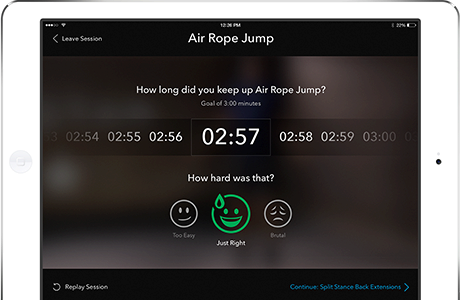 12:36 PM
22%
Leave Session
Air Rope Jump
How long did you keep up Air Rope Jump?
Goal of 3:00 minutes
03 02:54 02:55 02:56 02:57 02:58 02:59 03:00
How hard was that?
Too Easy Just Right Brutal
Replay Session
Continue: Split Stance Back Extensions